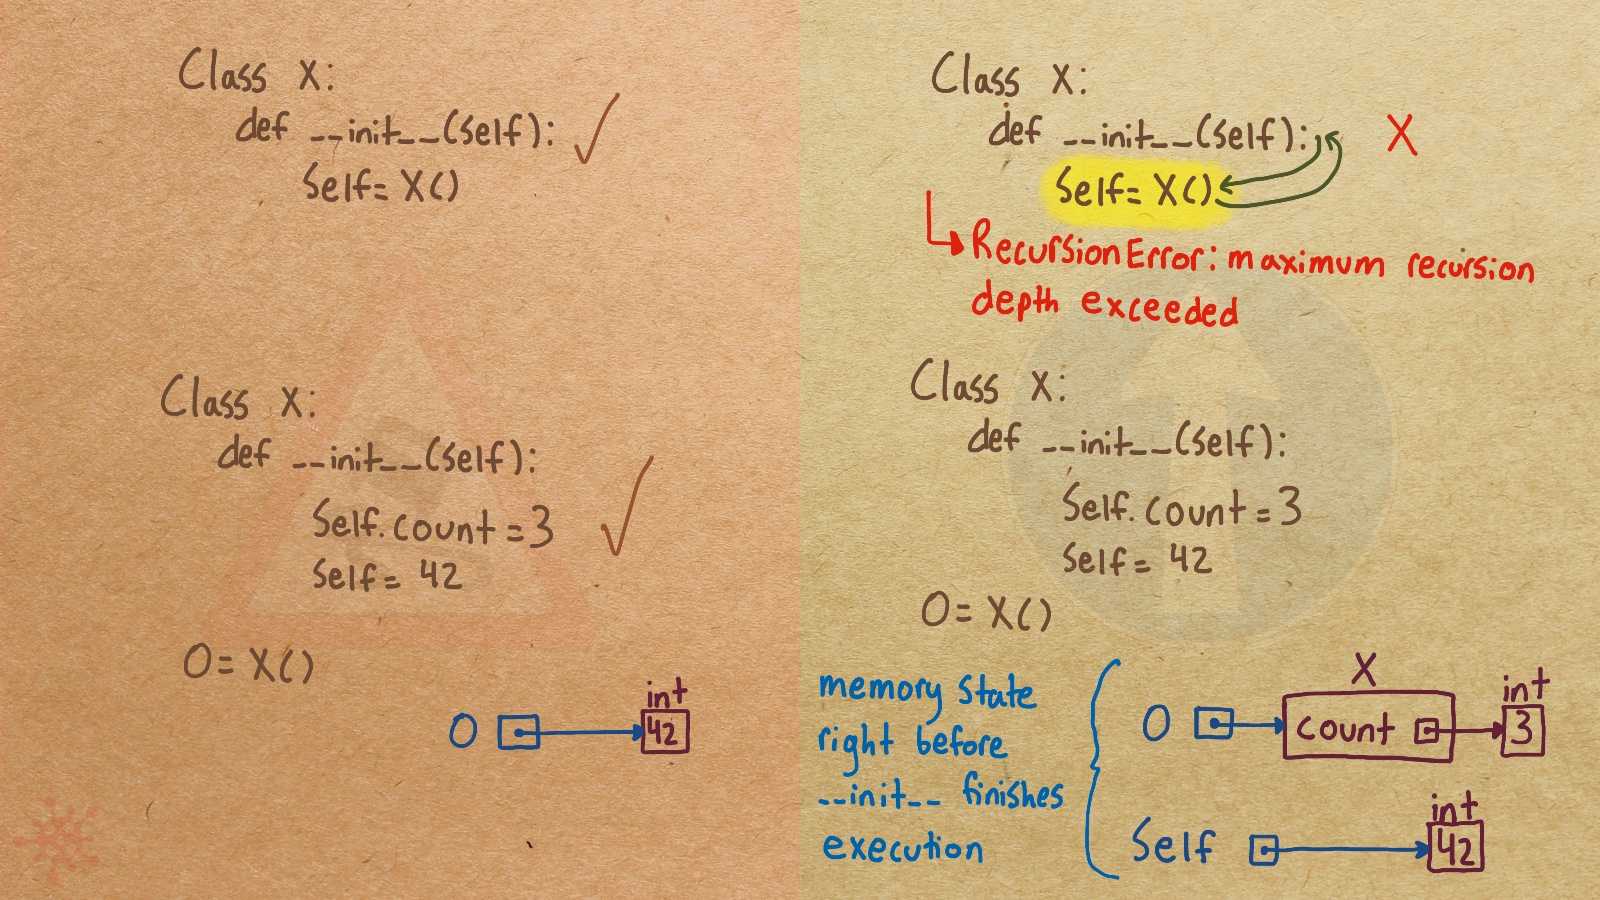 Class X:
def __init__(self):
Self= X()
Class X:
def __init__(self):
Self.count=3
Self= 42
O= X()
O
int
42
Class X:
def __init__(self):
X
Self= X()
RecursionError: maximum recursion
depth exceeded
Class X:
def __init__(self):
Self.count=3
Self= 42
O= X()
memory state
right before
__init__ finishes
execution
O
X
count
int
3
Self
int
42